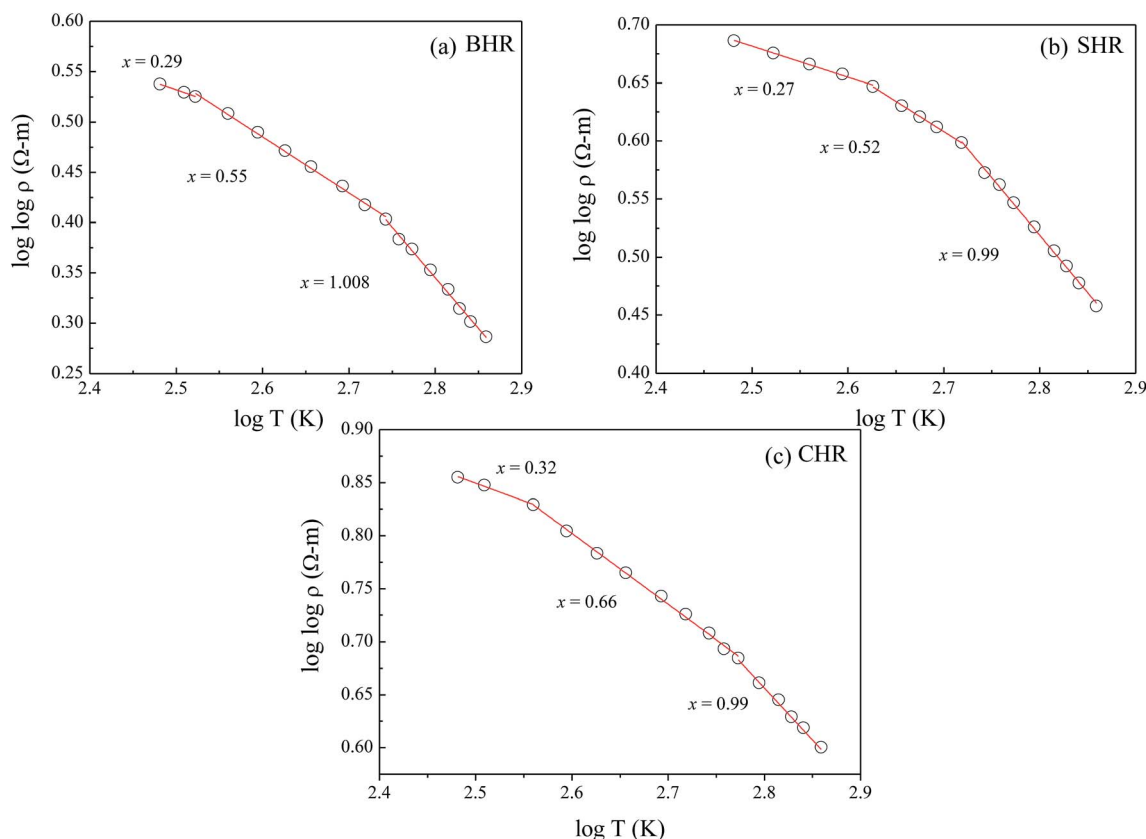 (a) BHR
0.60
0.55
0.50
0.45
0.40
0.35
0.30
0.25
log log ρ (Ω-m)
x = 0.29
x = 0.55
x = 1.008
2.4 2.5 2.6 2.7 2.8 2.9
log T (K)
(b) SHR
0.70
0.65
0.60
0.55
0.50
0.45
0.40
log log ρ (Ω-m)
x = 0.27
x = 0.52
x = 0.99
2.4 2.5 2.6 2.7 2.8 2.9
log T (K)
(c) CHR
0.90
0.85
0.80
0.75
0.70
0.65
0.60
log log ρ (Ω-m)
x = 0.32
x = 0.66
x = 0.99
2.4 2.5 2.6 2.7 2.8 2.9
log T (K)